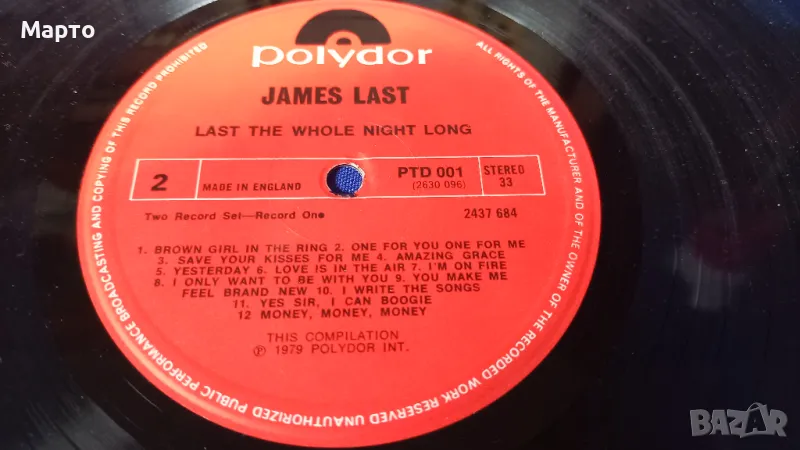 Марто
polydor
JAMES LAST
LAST THE WHOLE NIGHT LONG
2
MADE IN ENGLAND
PTD 001
(2630 096)
STEREO
33
Two Record Set—Record One
2437 684
1. BROWN GIRL IN THE RING 2. ONE FOR YOU ONE FOR ME
3. SAVE YOUR KISSES FOR ME 4. AMAZING GRACE
5. YESTERDAY 6. LOVE IS IN THE AIR 7. I'M ON FIRE
8. I ONLY WANT TO BE WITH YOU 9. YOU MAKE ME
FEEL BRAND NEW 10. I WRITE THE SONGS
11. YES SIR, I CAN BOOGIE
12 MONEY, MONEY, MONEY
THIS COMPILATION
Ⓟ 1979 POLYDOR INT.
ALL RIGHTS OF THE MANUFACTURER AND OF THE OWNER OF THE RECORDED WORK RESERVED UNAUTHORIZED PUBLIC PERFORMANCE BROADCASTING AND COPYING OF THIS RECORD PROHIBITED
BAZAR